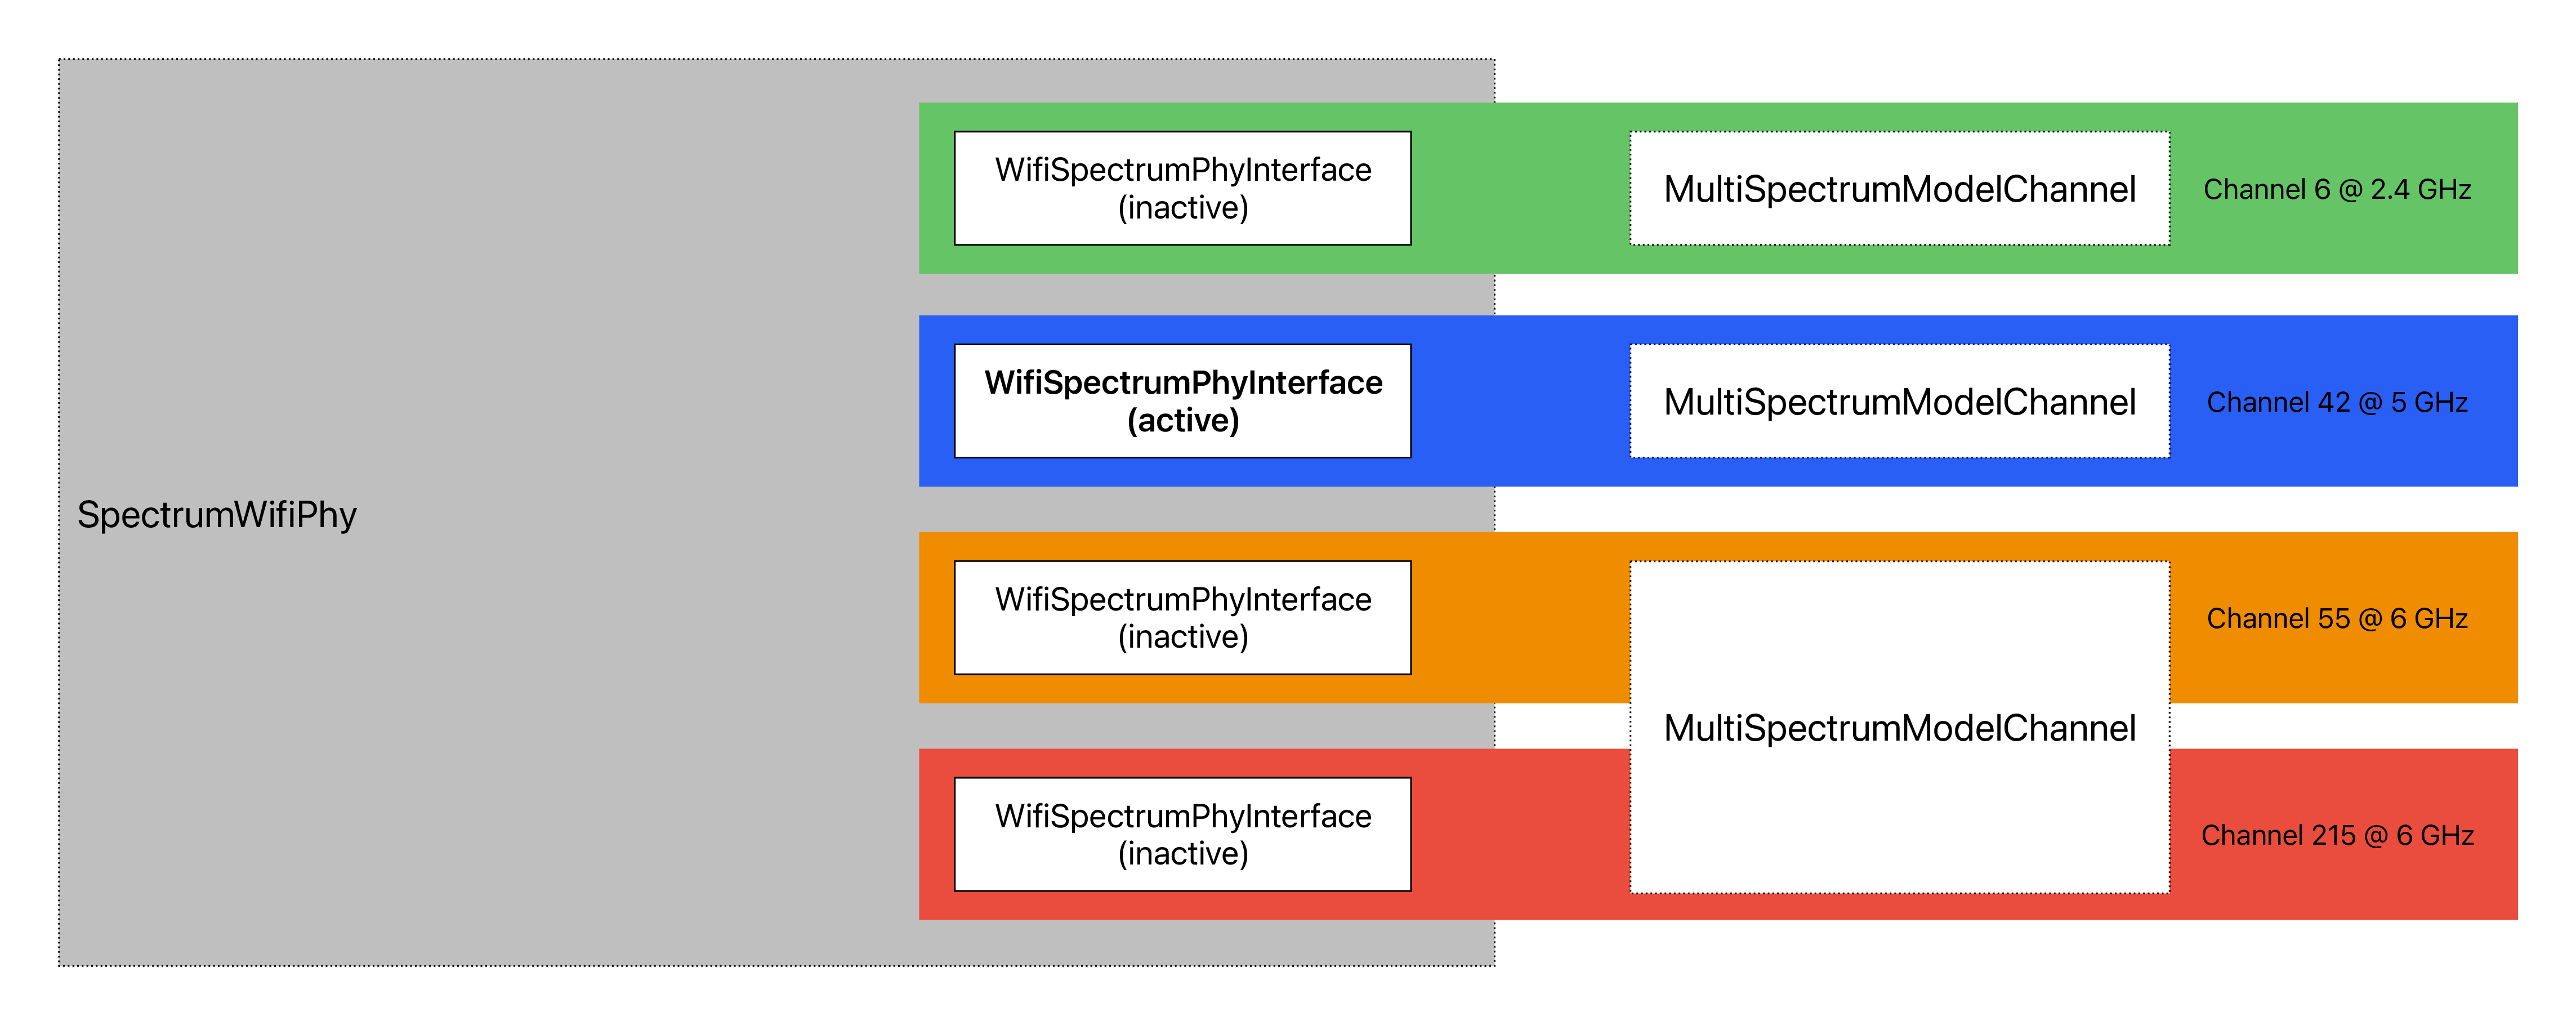 WifiSpectrumPhyInterface
(inactive)
MultiSpectrumModelChannel
Channel 6 @ 2.4 GHz
WifiSpectrumPhyInterface
(active)
MultiSpectrumModelChannel
Channel 42 @ 5 GHz
SpectrumWifiPhy
WifiSpectrumPhyInterface
(inactive)
Channel 55 @ 6 GHz
MultiSpectrumModelChannel
WifiSpectrumPhyInterface
(inactive)
Channel 215 @ 6 GHz